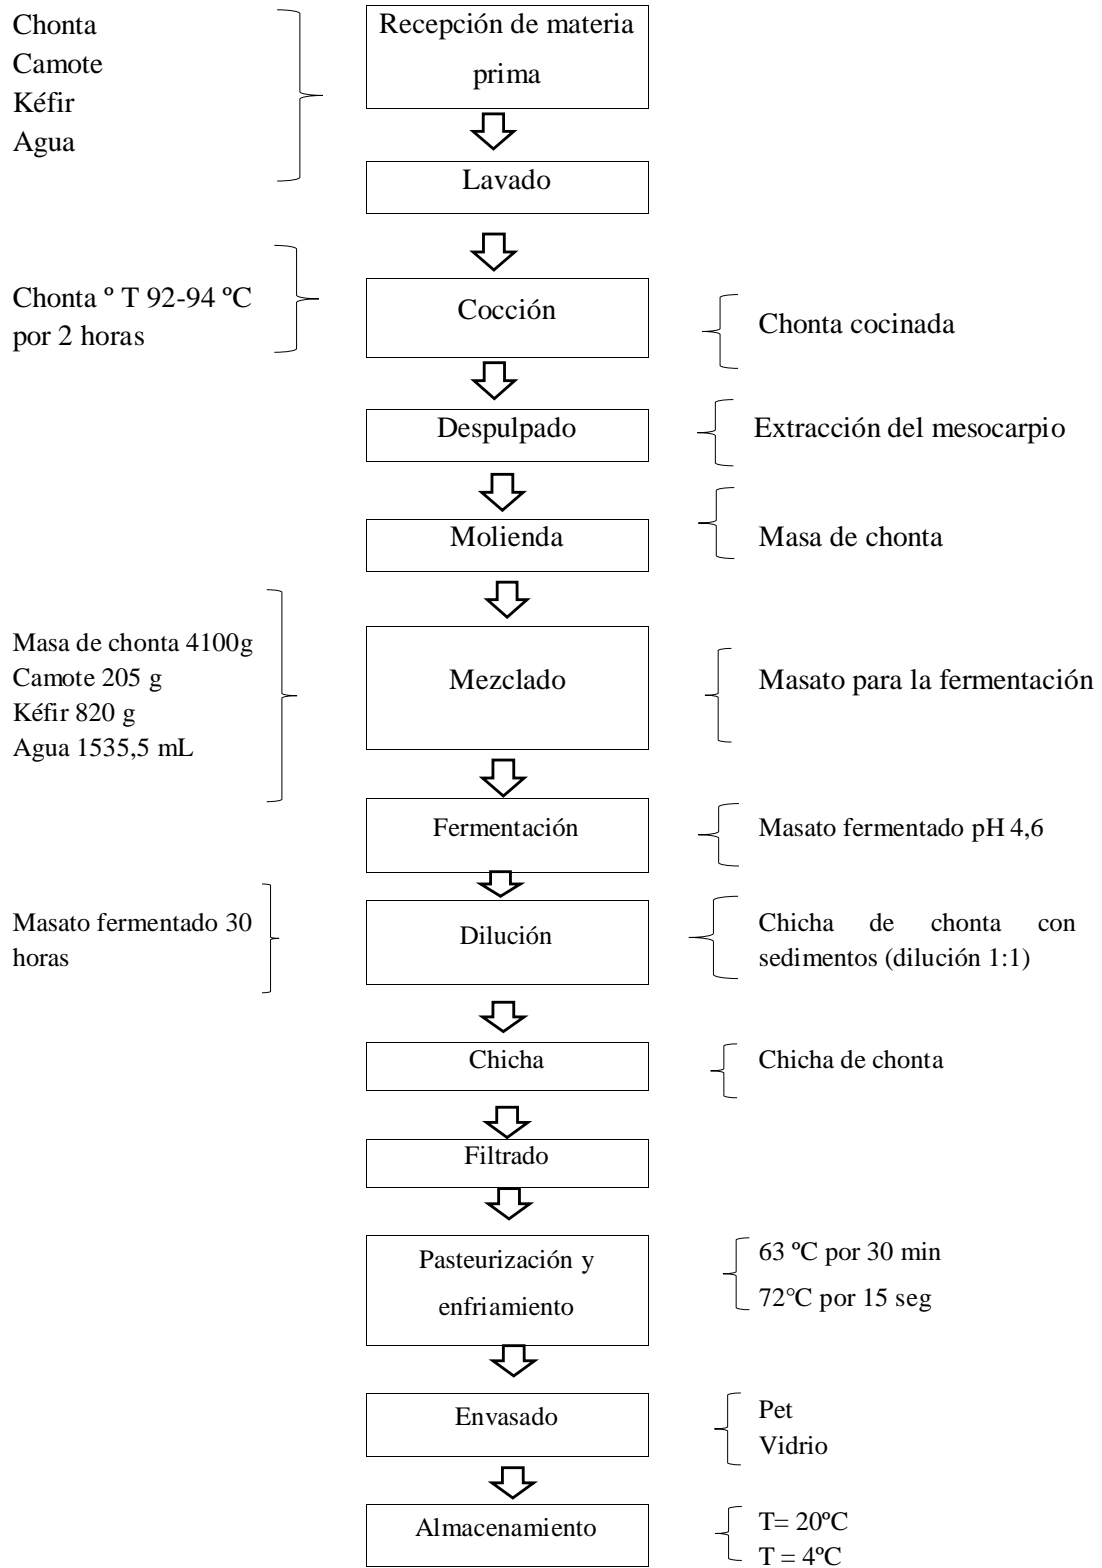 Chonta
Camote
Kéfir
Agua
Recepción de materia
prima
Lavado
Chonta º T 92-94 ºC
por 2 horas
Cocción
Chonta cocinada
Despulpado
Extracción del mesocarpio
Molienda
Masa de chonta
Masa de chonta 4100g
Camote 205 g
Kéfir 820 g
Agua 1535,5 mL
Mezclado
Masato para la fermentación
Fermentación
Masato fermentado pH 4,6
Masato fermentado 30
horas
Dilución
Chicha de chonta con
sedimentos (dilución 1:1)
Chicha
Chicha de chonta
Filtrado
Pasteurización y
enfriamiento
63 ºC por 30 min
72°C por 15 seg
Envasado
Pet
Vidrio
Almacenamiento
T= 20ºC
T = 4ºC